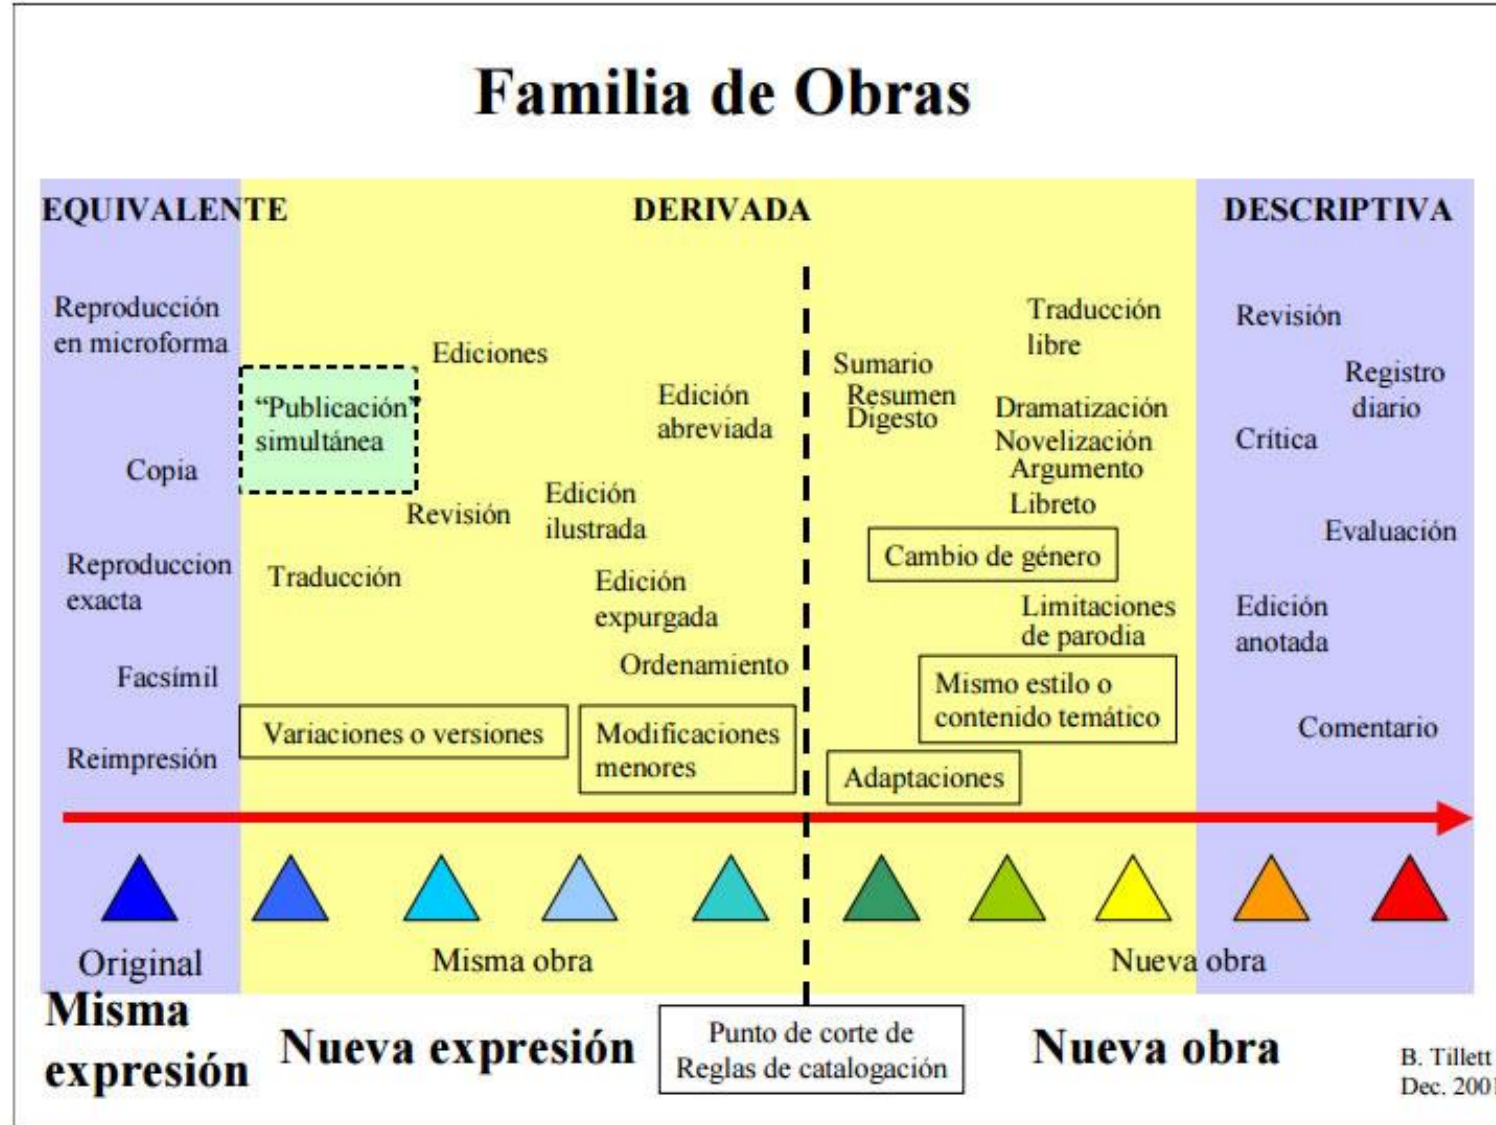 Familia de Obras
EQUIVALENTE
DERIVADA
DESCRIPTIVA
Reproducción
en microforma
Copia
Reproduccion
exacta
Facsímil
Reimpresión
“Publicación”
simultánea
Ediciones
Revisión
Traducción
Edición
abreviada
Edición
ilustrada
Edición
expurgada
Ordenamiento
Variaciones o versiones
Modificaciones
menores
Sumario
Resumen
Digesto
Traducción
libre
Dramatización
Novelización
Argumento
Libreto
Cambio de género
Limitaciones
de parodia
Mismo estilo o
contenido temático
Adaptaciones
Revisión
Registro
diario
Crítica
Evaluación
Edición
anotada
Comentario
Original
Misma obra
Nueva obra
Misma
expresión
Nueva expresión
Punto de corte de
Reglas de catalogación
Nueva obra
B. Tillett
Dec. 2001